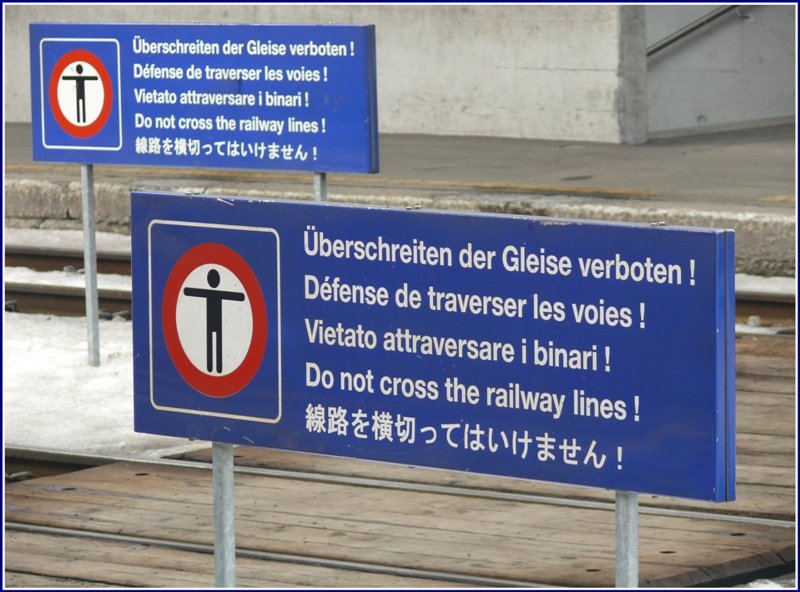 Überschreiten der Gleise verboten !
Défense de traverser les voies !
Vietato attraversare i binari !
Do not cross the railway lines !
線路を横切ってはいけません !
Überschreiten der Gleise verboten !
Défense de traverser les voies !
Vietato attraversare i binari !
Do not cross the railway lines !
線路を横切ってはいけません !